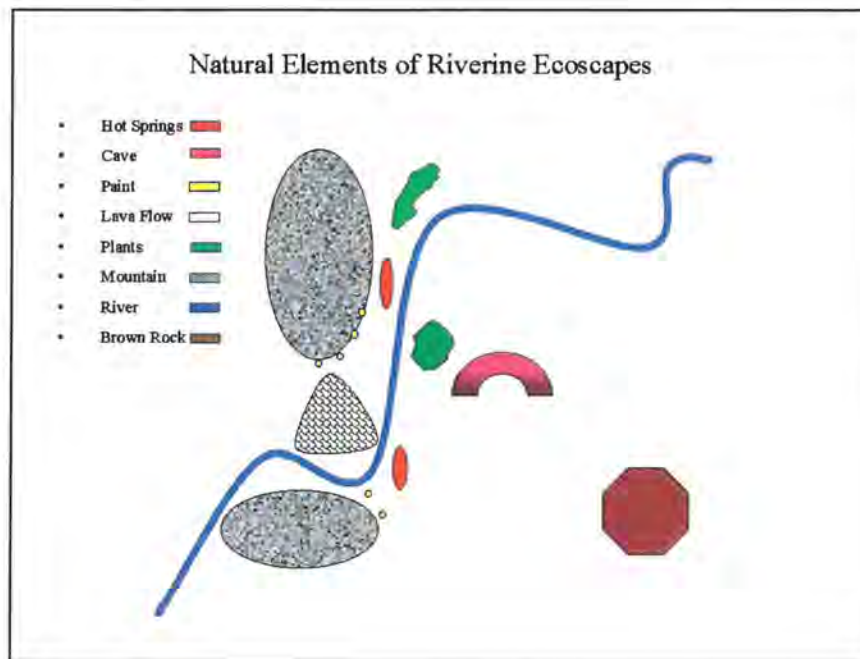 Natural Elements of Riverine Ecoscapes
Hot Springs
Cave
Paint
Lava Flow
Plants
Mountain
River
Brown Rock